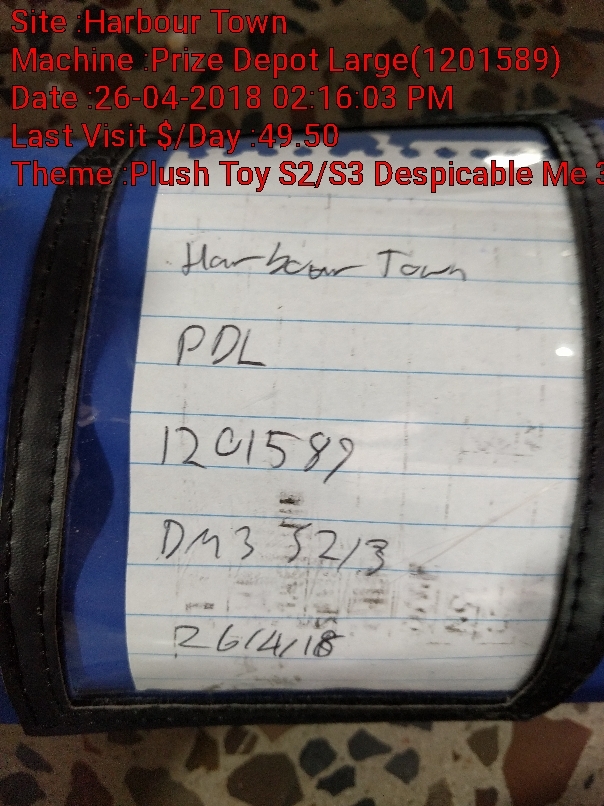 Site :Harbour Town
Machine :Prize Depot Large(1201589)
Date :26-04-2018 02:16:03 PM
Last Visit $/Day :49.50
Theme :Plush Toy S2/S3 Despicable Me 3
Harbour Town
PDL
1201589
DM3 S2/3
26/4/18